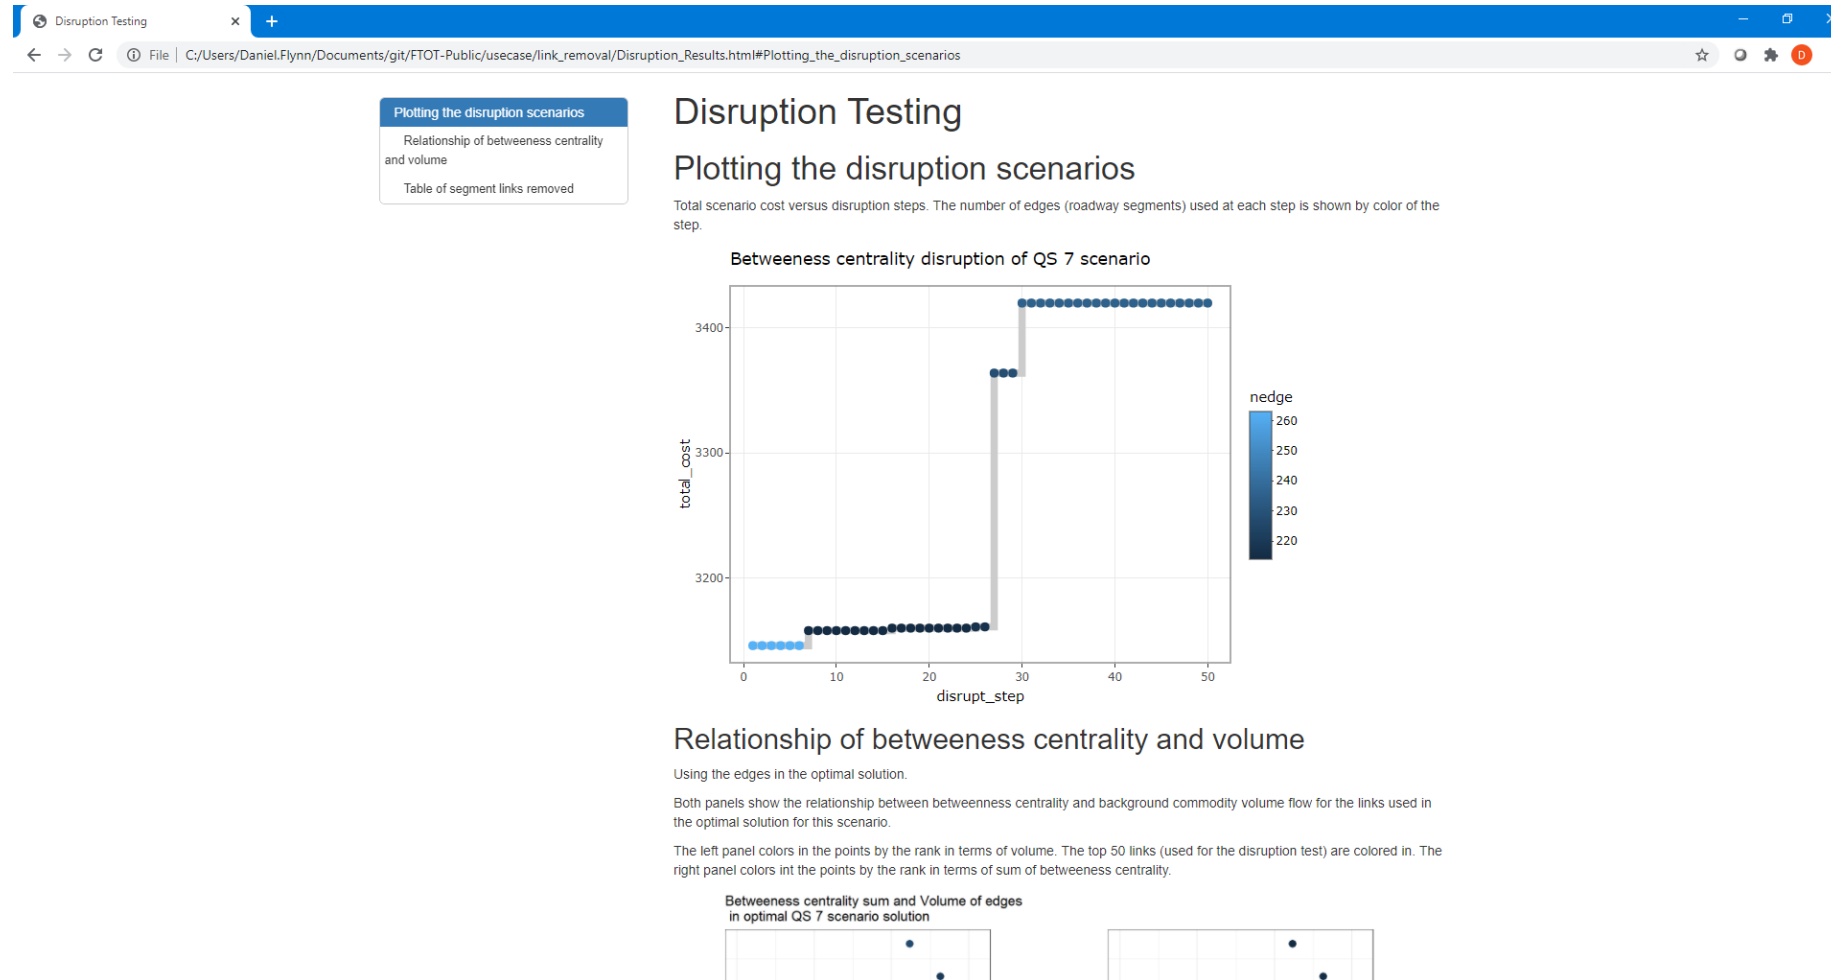 Disruption Testing
File | C:/Users/Daniel.Flynn/Documents/git/FTOT-Public/usecase/link_removal/Disruption_Results.html#Plotting_the_disruption_scenarios
D
Plotting the disruption scenarios
Relationship of betweeness centrality
and volume
Table of segment links removed
Disruption Testing
Plotting the disruption scenarios
Total scenario cost versus disruption steps. The number of edges (roadway segments) used at each step is shown by color of the
step.
Betweeness centrality disruption of QS 7 scenario
3400
3300
3200
total_cost
0 10 20 30 40 50
disrupt_step
nedge
260
250
240
230
220
Relationship of betweeness centrality and volume
Using the edges in the optimal solution.
Both panels show the relationship between betweenness centrality and background commodity volume flow for the links used in
the optimal solution for this scenario.
The left panel colors in the points by the rank in terms of volume. The top 50 links (used for the disruption test) are colored in. The
right panel colors int the points by the rank in terms of sum of betweeness centrality.
Betweeness centrality sum and Volume of edges
in optimal QS 7 scenario solution